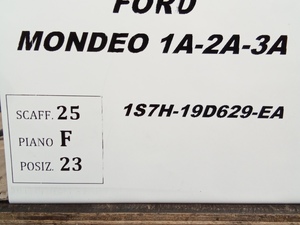 FORD
MONDEO 1A-2A-3A
1S7H-19D629-EA
SCAFF. 25
PIANO F
POSIZ. 23